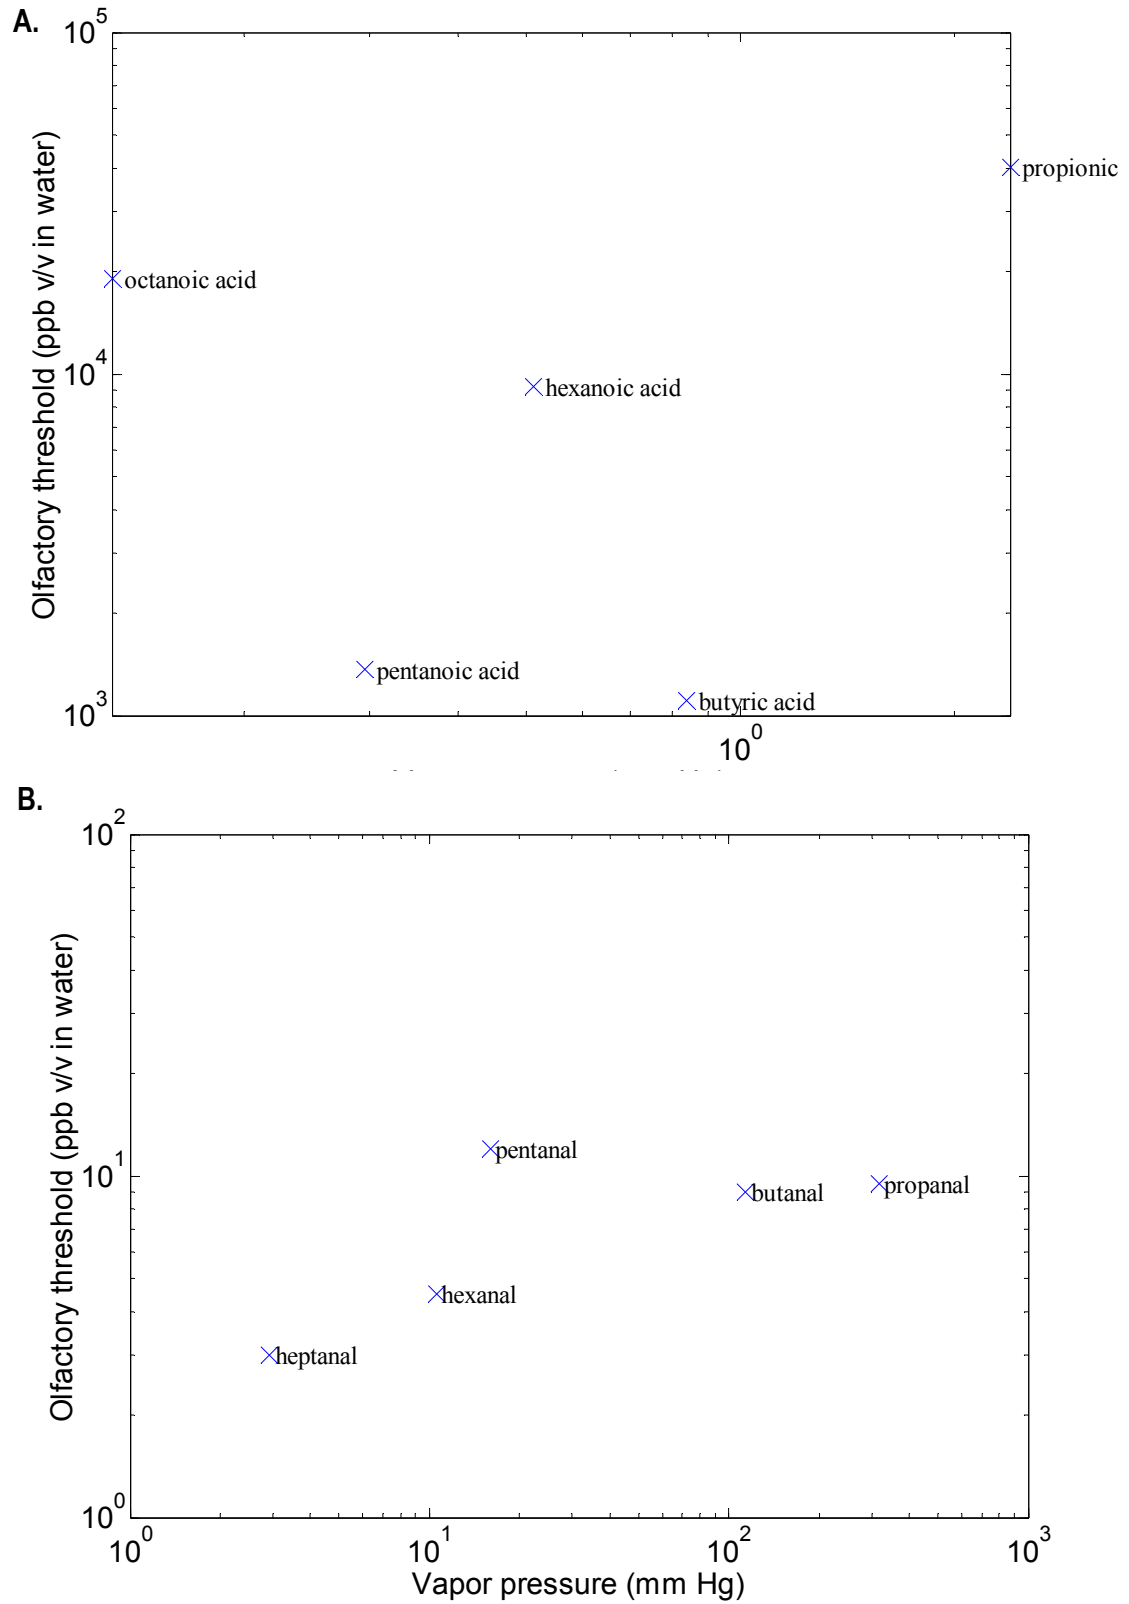 A.
10^5
propionic
octanoic acid
10^4
hexanoic acid
pentanoic acid
butyric acid
10^3
10^0
Olfactory threshold (ppb v/v in water)
B.
10^2
pentanal
10^1
butanal
propanal
hexanal
heptanal
10^0
10^0
10^1
10^2
10^3
Olfactory threshold (ppb v/v in water)
Vapor pressure (mm Hg)